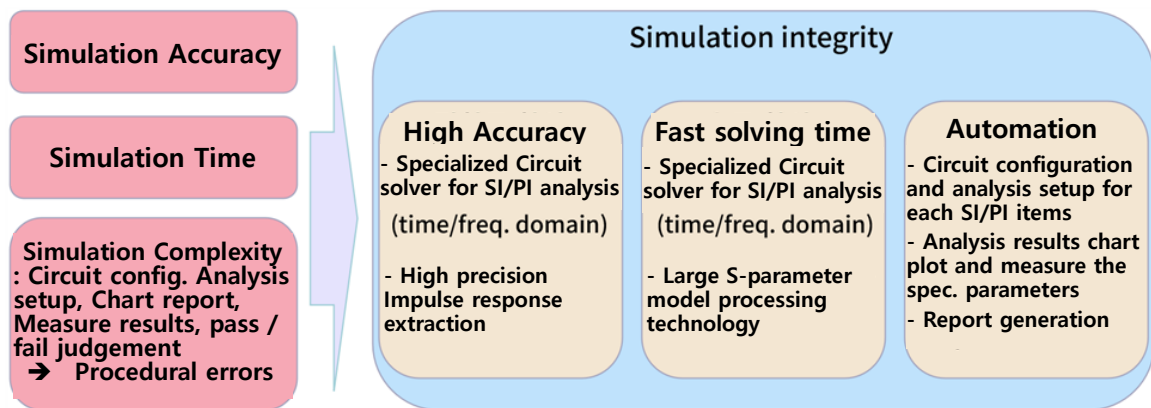 Simulation Accuracy
Simulation Time
Simulation Complexity
: Circuit config. Analysis
setup, Chart report,
Measure results, pass /
fail judgement
➔ Procedural errors
Simulation integrity
High Accuracy
- Specialized Circuit
solver for SI/PI analysis
(time/freq. domain)
- High precision
Impulse response
extraction
Fast solving time
- Specialized Circuit
solver for SI/PI analysis
(time/freq. domain)
- Large S-parameter
model processing
technology
Automation
- Circuit configuration
and analysis setup for
each SI/PI items
- Analysis results chart
plot and measure the
spec. parameters
- Report generation